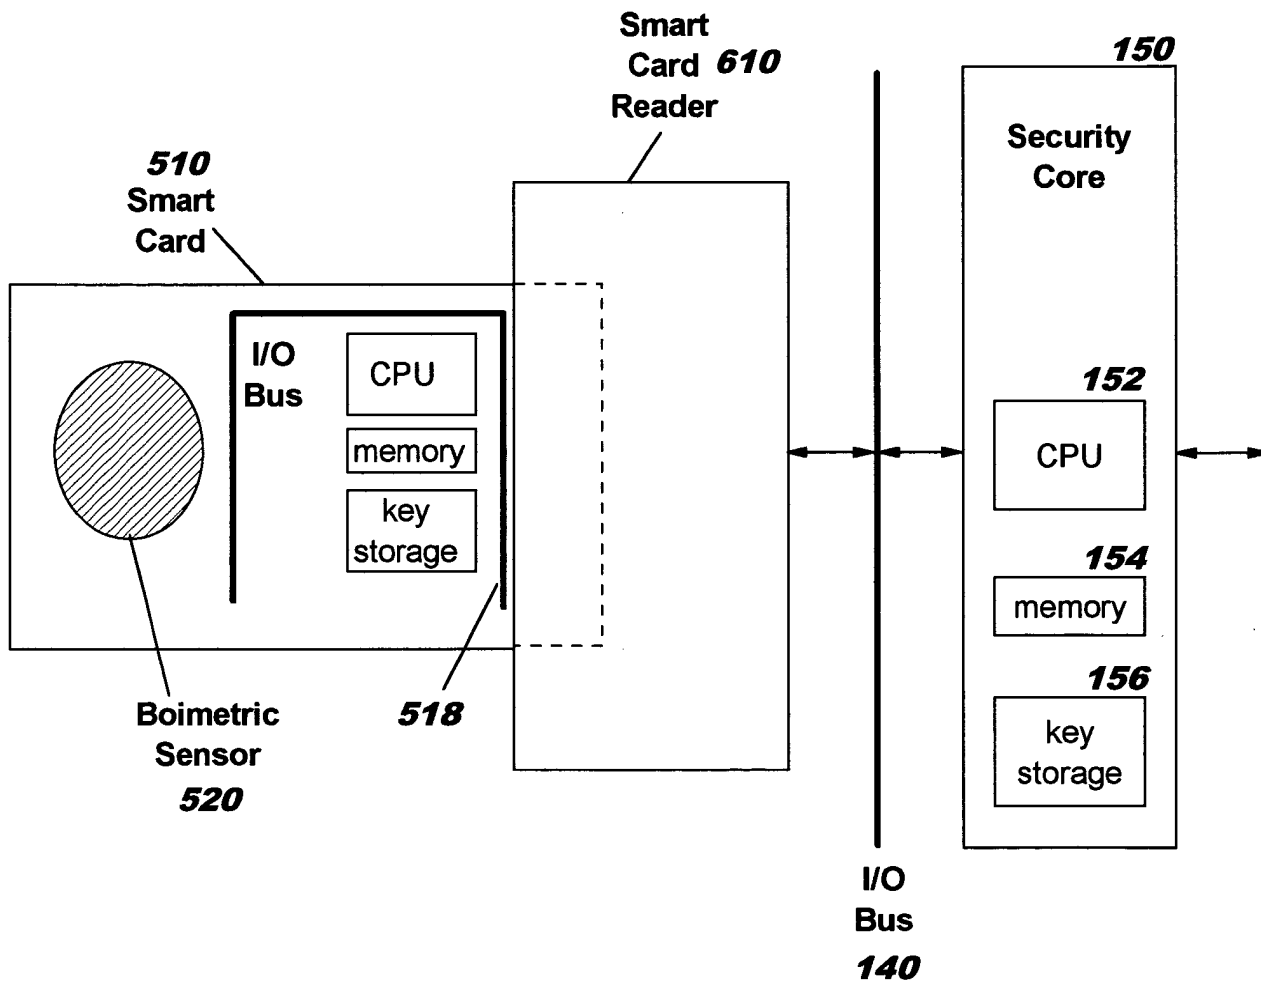 Smart
Card 610
Reader
150
Security
Core
510
Smart
Card
I/O
Bus
CPU
memory
key
storage
152
CPU
154
memory
156
key
storage
518
Boimetric
Sensor
520
I/O
Bus
140